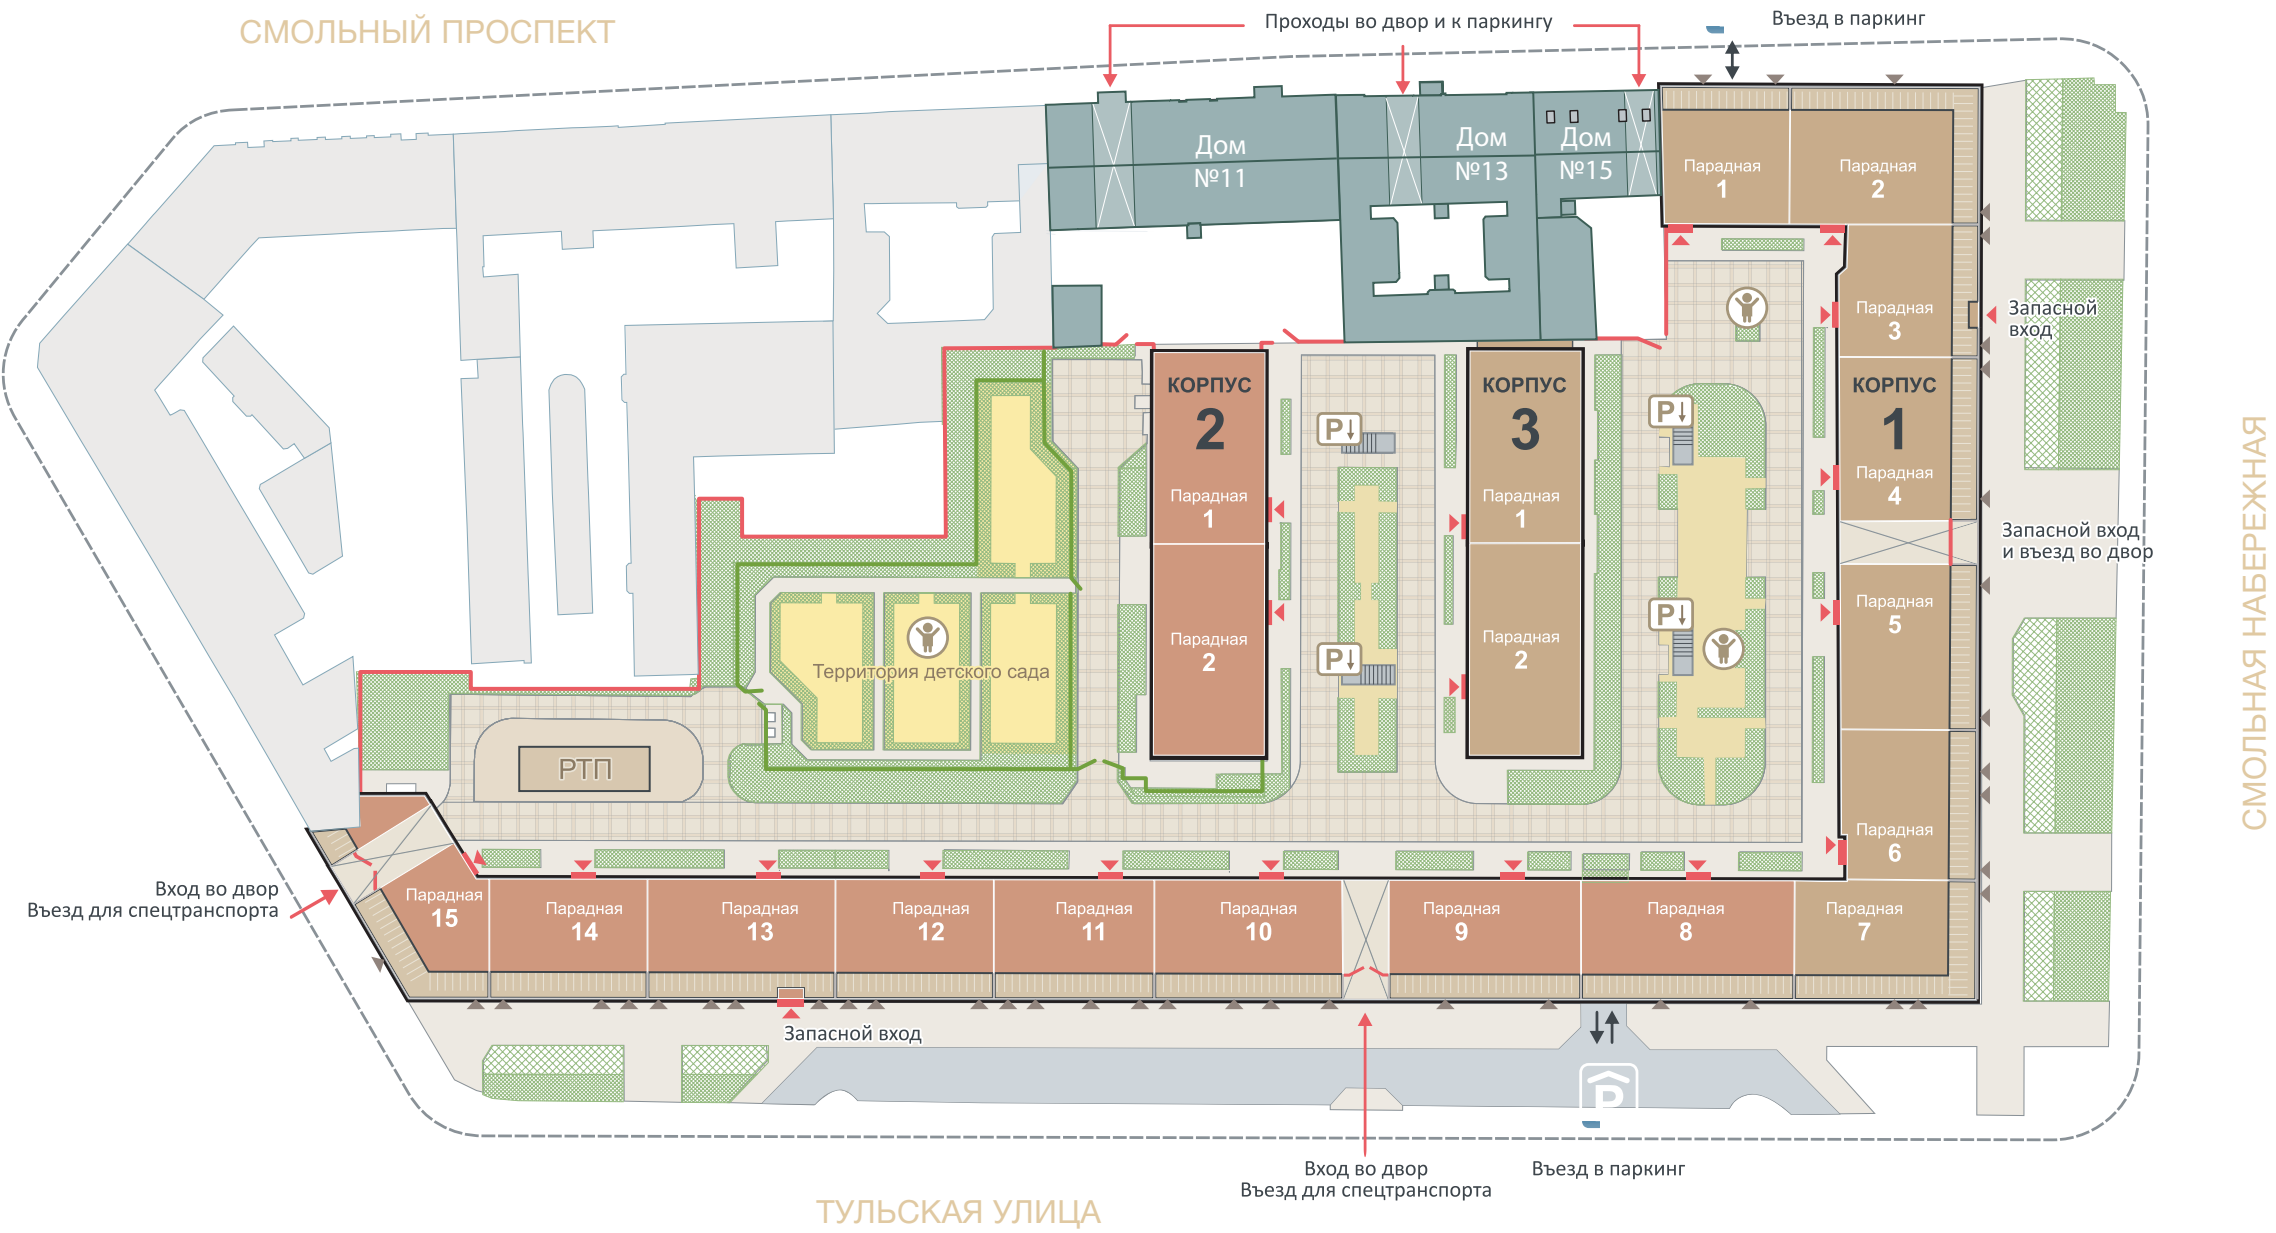 СМОЛЬНЫЙ ПРОСПЕКТ
Проходы во двор и к паркингу
Въезд в паркинг
Дом
№11
Дом
№13
Дом
№15
Парадная
1
Парадная
2
Парадная
3
Запасной
вход
КОРПУС
2
КОРПУС
3
КОРПУС
1
P↓
P↓
Парадная
4
Парадная
1
Парадная
1
Запасной вход
и въезд во двор
СМОЛЬНАЯ НАБЕРЕЖНАЯ
Парадная
5
P↓
P↓
Парадная
2
Парадная
2
Территория детского сада
РТП
Парадная
6
Вход во двор
Въезд для спецтранспорта
Парадная
15
Парадная
14
Парадная
13
Парадная
12
Парадная
11
Парадная
10
Парадная
9
Парадная
8
Парадная
7
Запасной вход
P
Вход во двор
Въезд для спецтранспорта
Въезд в паркинг
ТУЛЬСКАЯ УЛИЦА